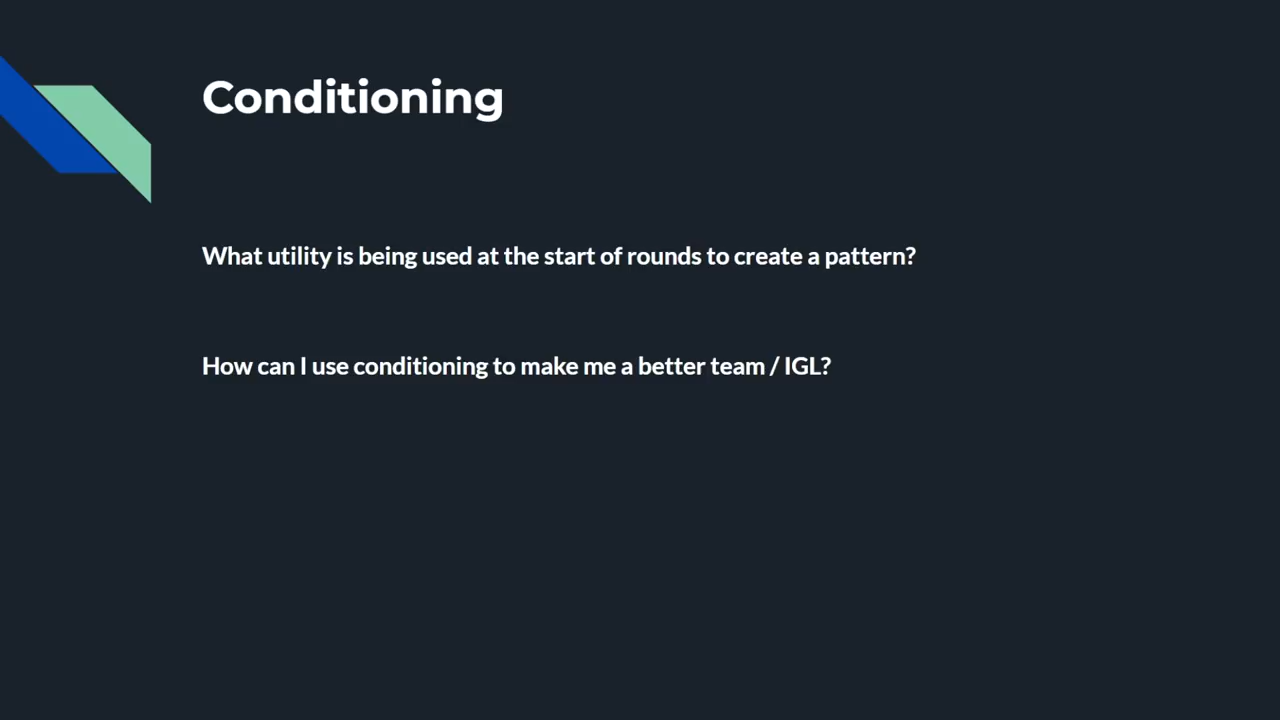 Conditioning
What utility is being used at the start of rounds to create a pattern?
How can I use conditioning to make me a better team / IGL?